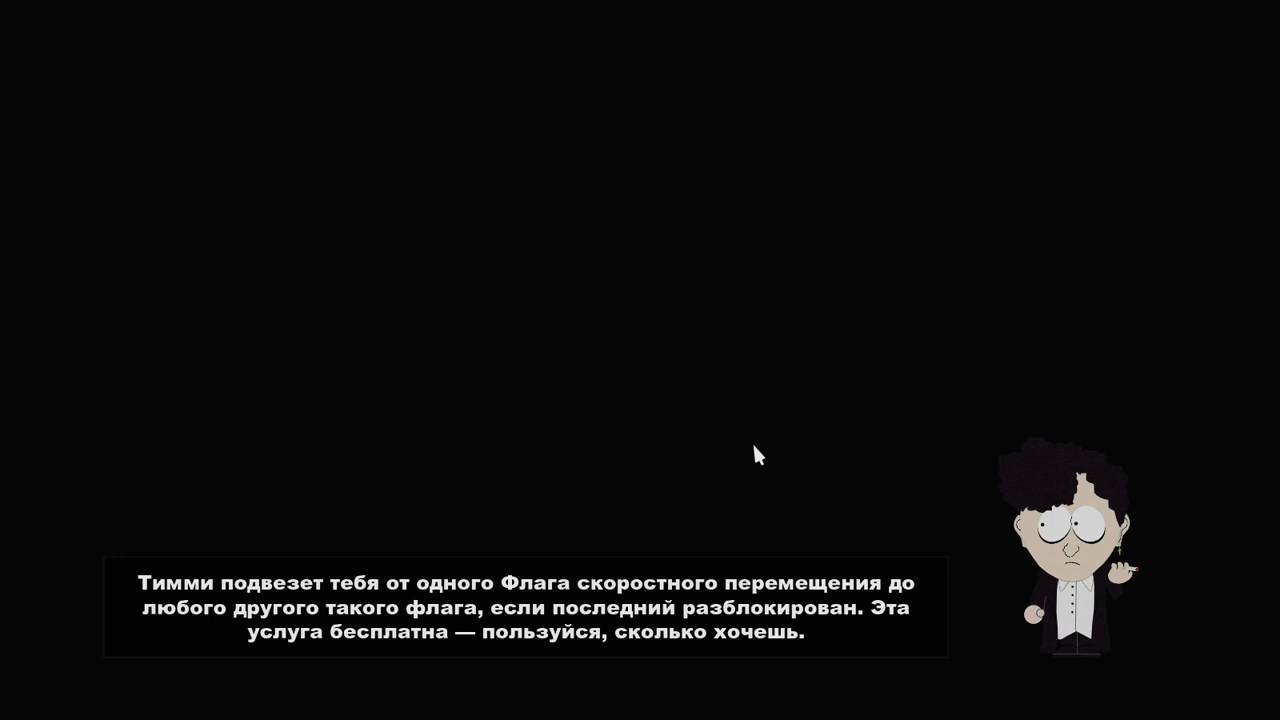 Тимми подвезет тебя от одного Флага скоростного перемещения до
любого другого такого флага, если последний разблокирован. Эта
услуга бесплатна — пользуйся, сколько хочешь.